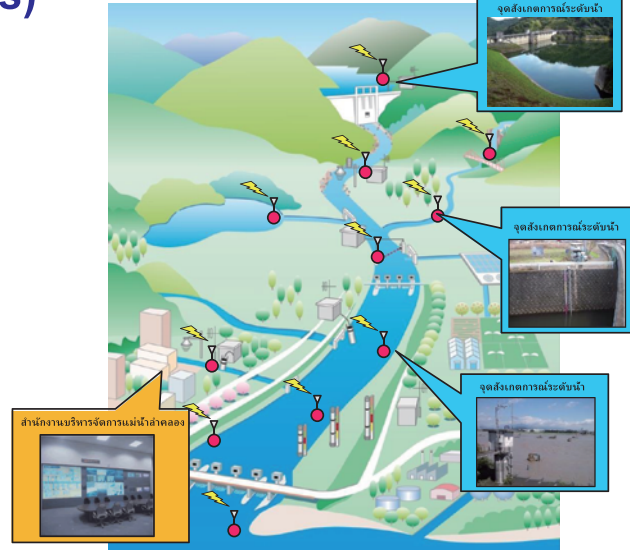 s)
จุดสังเกตการณ์ระดับน้ำ
จุดสังเกตการณ์ระดับน้ำ
จุดสังเกตการณ์ระดับน้ำ
สำนักงานบริหารจัดการแม่น้ำลำคลอง